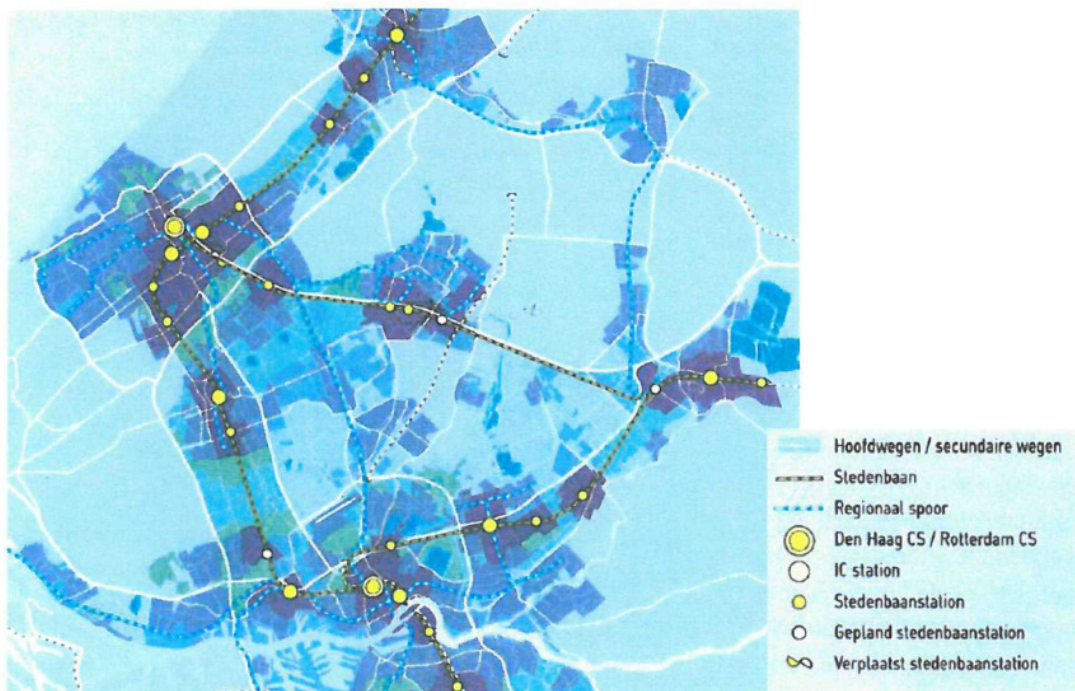 Hoofdwegen / secundaire wegen
Stedenbaan
Regionaal spoor
Den Haag CS / Rotterdam CS
IC station
Stedenbaanstation
Gepland stedenbaanstation
Verplaatst stedenbaanstation